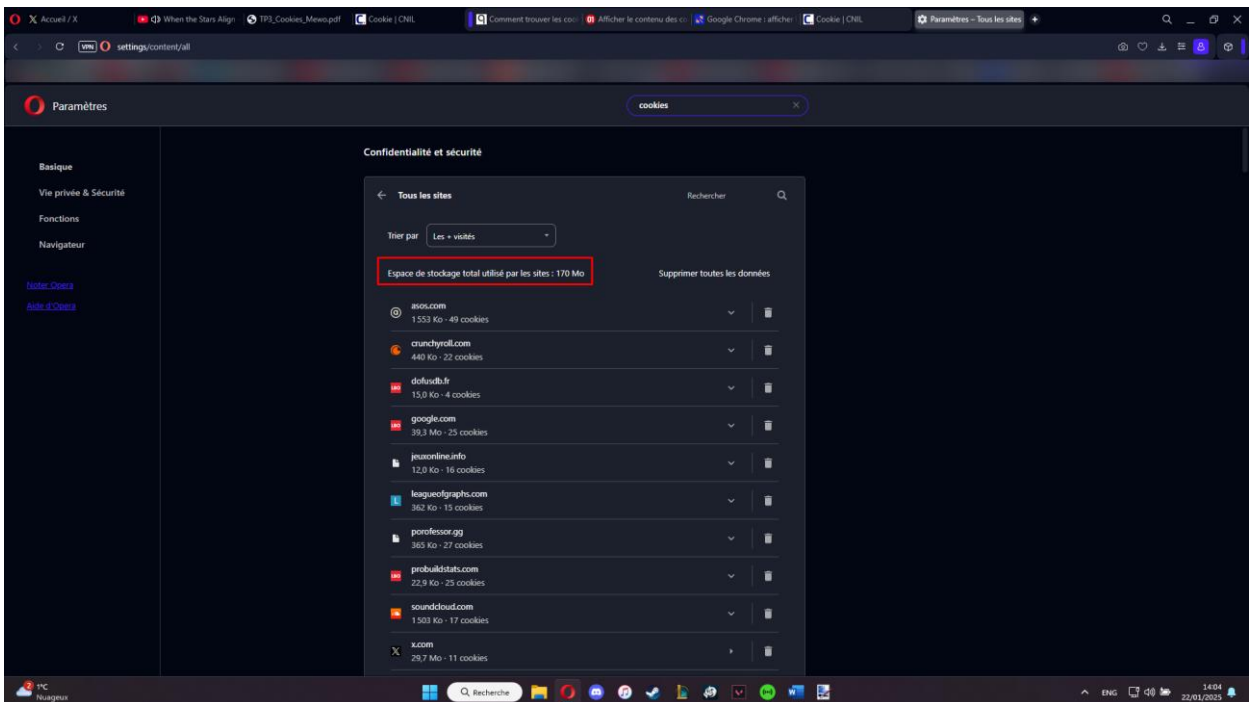 Accueil / X
When the Stars Align
TP3_Cookies_Mewo.pdf
Cookie | CNIL
Comment trouver les coo
Afficher le contenu des co
Google Chrome : afficher
Cookie | CNIL
Paramètres – Tous les sites
VPN
settings/content/all
Paramètres
cookies
Confidentialité et sécurité
Basique
Vie privée & Sécurité
Fonctions
Navigateur
Noter Opera
Aide d'Opera
Tous les sites
Rechercher
Trier par
Les + visités
Espace de stockage total utilisé par les sites : 170 Mo
Supprimer toutes les données
asos.com
1 553 Ko · 49 cookies
crunchyroll.com
440 Ko · 22 cookies
dofusdb.fr
15,0 Ko · 4 cookies
google.com
39,3 Mo · 25 cookies
jeuxonline.info
12,0 Ko · 16 cookies
leagueofgraphs.com
362 Ko · 15 cookies
porofessor.gg
365 Ko · 27 cookies
probuildstats.com
22,9 Ko · 25 cookies
soundcloud.com
1 503 Ko · 17 cookies
x.com
29,7 Mo · 11 cookies
2
1°C
Nuageux
Recherche
ENG
14:04
22/01/2025